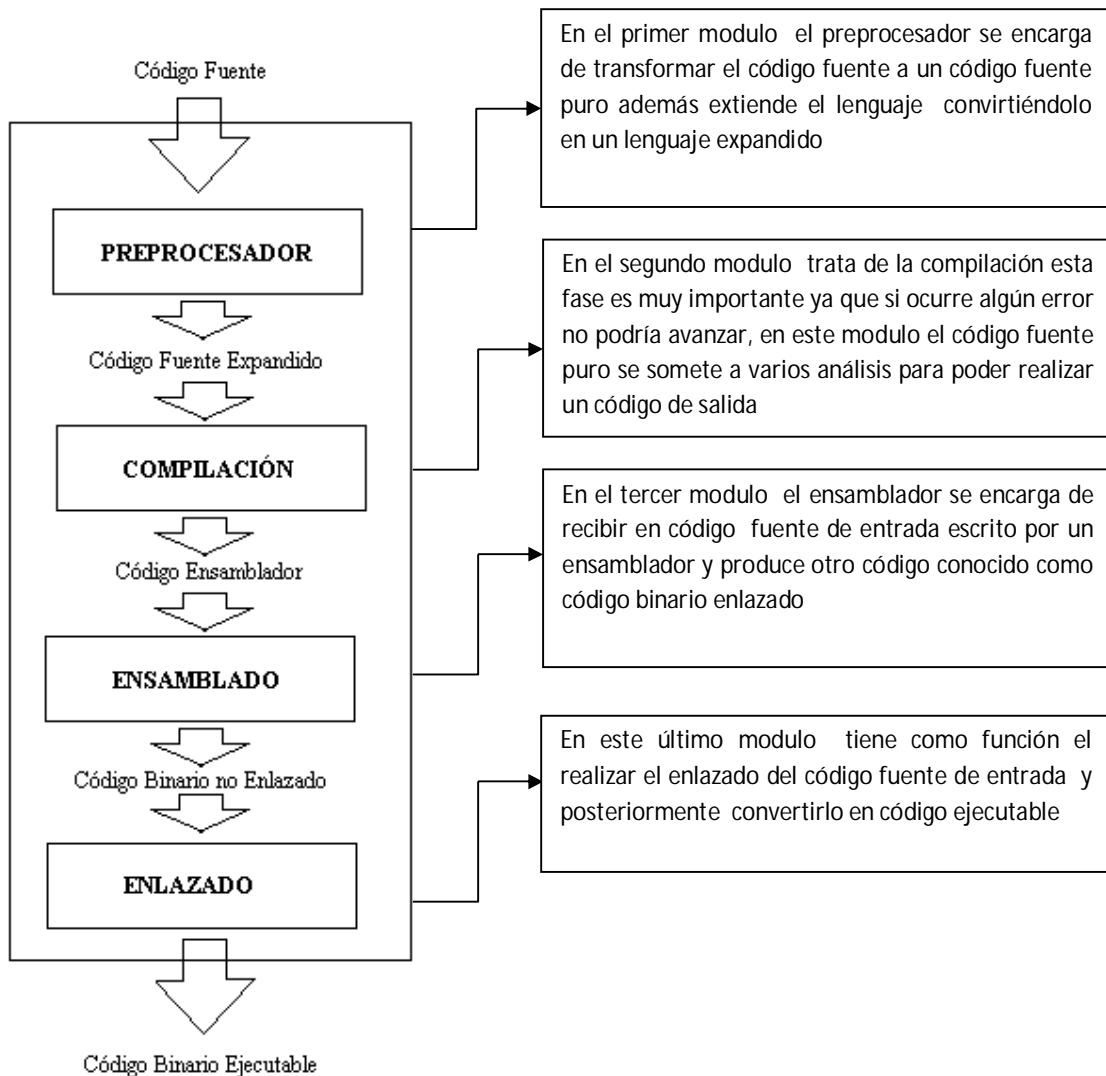 Código Fuente
PREPROCESADOR
Código Fuente Expandido
COMPILACIÓN
Código Ensamblador
ENSAMBLADO
Código Binario no Enlazado
ENLAZADO
Código Binario Ejecutable
En el primer modulo el preprocesador se encarga
de transformar el código fuente a un código fuente
puro además extiende el lenguaje convirtiéndolo
en un lenguaje expandido
En el segundo modulo trata de la compilación esta
fase es muy importante ya que si ocurre algún error
no podría avanzar, en este modulo el código fuente
puro se somete a varios análisis para poder realizar
un código de salida
En el tercer modulo el ensamblador se encarga de
recibir en código fuente de entrada escrito por un
ensamblador y produce otro código conocido como
código binario enlazado
En este último modulo tiene como función el
realizar el enlazado del código fuente de entrada y
posteriormente convertirlo en código ejecutable